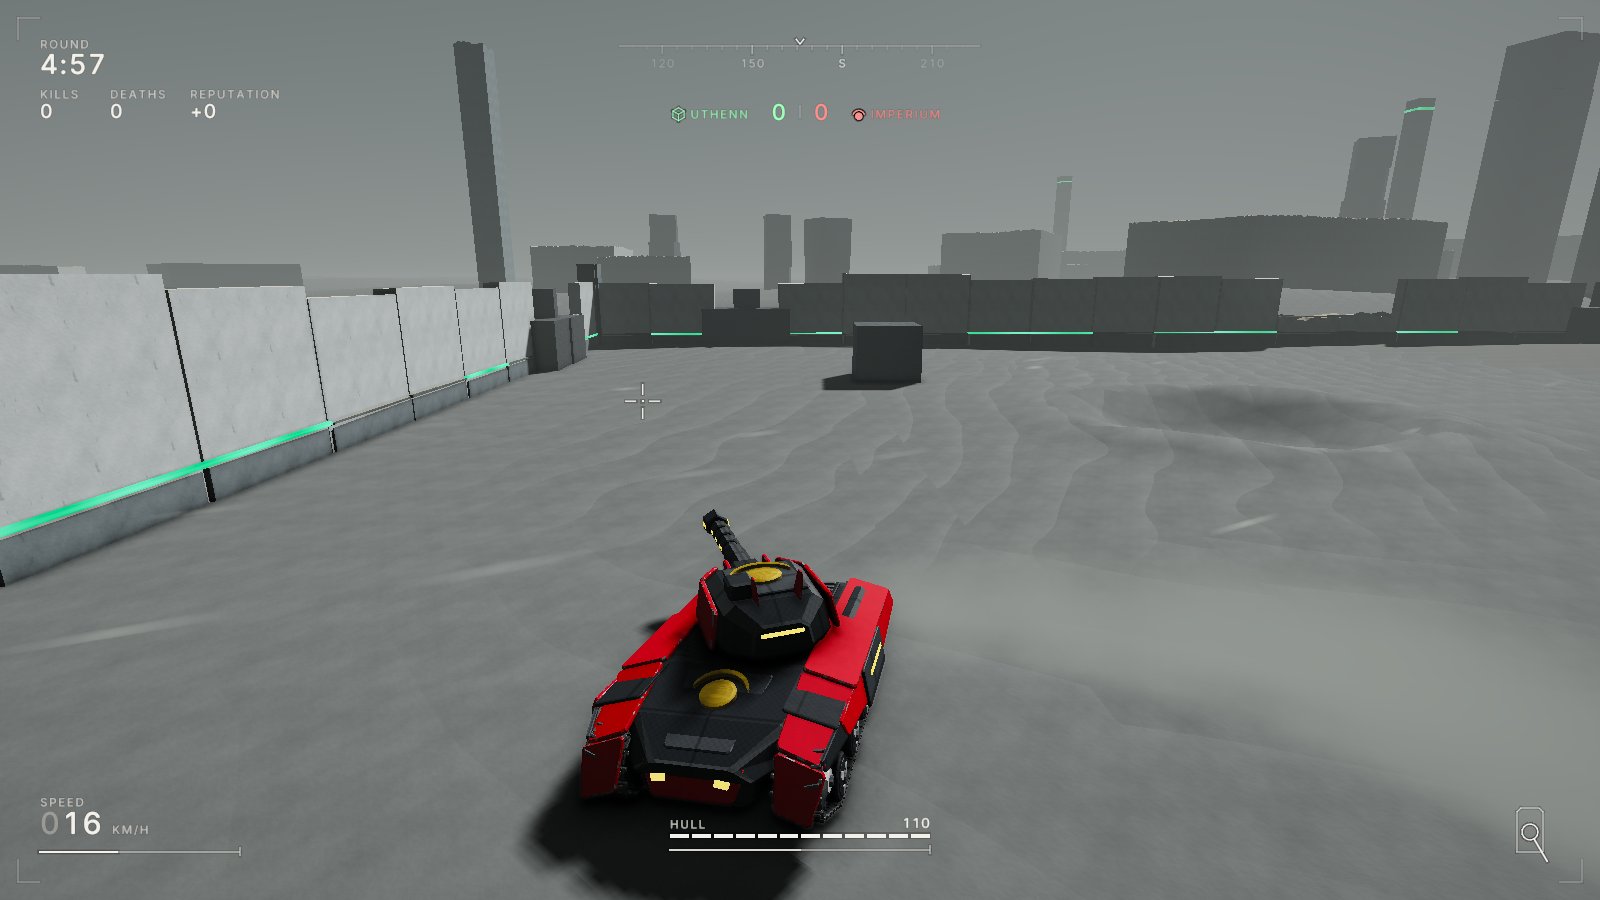 ROUND
4:57
KILLS DEATHS REPUTATION
0 0 +0
120 150 S 210
UTHENN 0 0 IMPERIUM
SPEED
016 KM/H
HULL 110